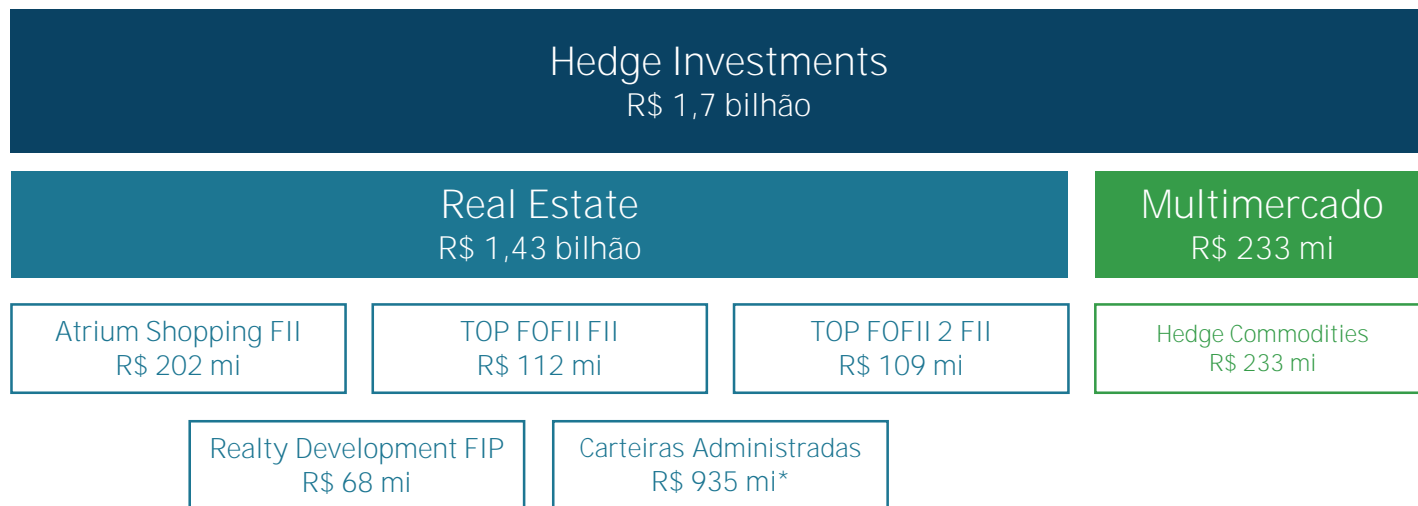 Hedge Investments
R$ 1,7 bilhão
Real Estate
R$ 1,43 bilhão
Multimercado
R$ 233 mi
Atrium Shopping FII
R$ 202 mi
TOP FOFII FII
R$ 112 mi
TOP FOFII 2 FII
R$ 109 mi
Hedge Commodities
R$ 233 mi
Realty Development FIP
R$ 68 mi
Carteiras Administradas
R$ 935 mi*